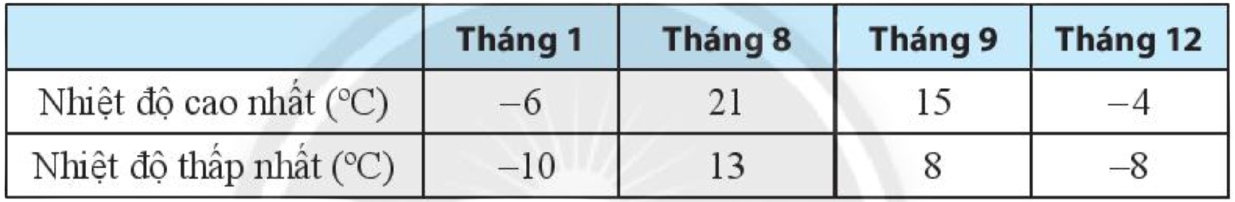 Tháng 1 Tháng 8 Tháng 9 Tháng 12
Nhiệt độ cao nhất (°C) –6 21 15 –4
Nhiệt độ thấp nhất (°C) –10 13 8 –8